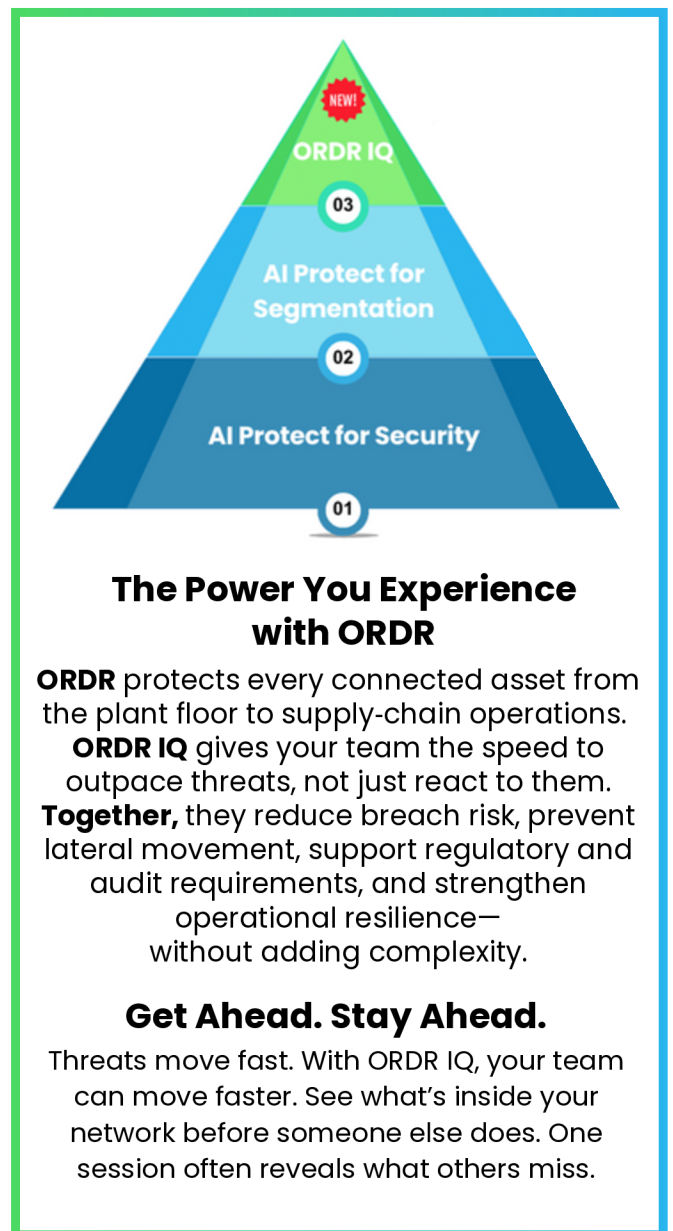 NEW!
ORDR IQ
03
AI Protect for
Segmentation
02
AI Protect for Security
01
The Power You Experience
with ORDR
ORDR protects every connected asset from
the plant floor to supply-chain operations.
ORDR IQ gives your team the speed to
outpace threats, not just react to them.
Together, they reduce breach risk, prevent
lateral movement, support regulatory and
audit requirements, and strengthen
operational resilience—
without adding complexity.
Get Ahead. Stay Ahead.
Threats move fast. With ORDR IQ, your team
can move faster. See what’s inside your
network before someone else does. One
session often reveals what others miss.